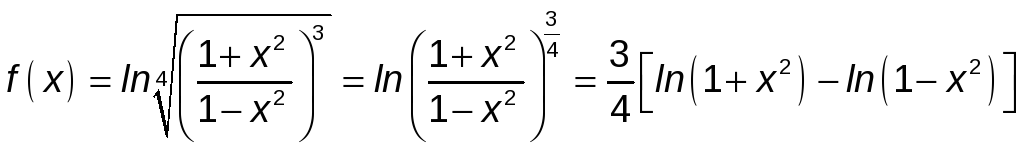 f(x) = ln ∜((1+x²)/(1−x²))³ = ln((1+x²)/(1−x²))^(3/4) = 3/4[ln(1+x²)−ln(1−x²)]